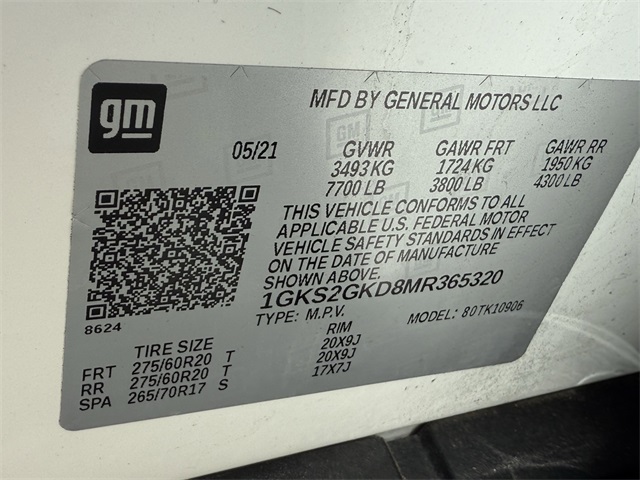 gm
MFD BY GENERAL MOTORS LLC
05/21 GVWR GAWR FRT GAWR RR
3493 KG 1724 KG 1950 KG
7700 LB 3800 LB 4300 LB
THIS VEHICLE CONFORMS TO ALL
APPLICABLE U.S. FEDERAL MOTOR
VEHICLE SAFETY STANDARDS IN EFFECT
ON THE DATE OF MANUFACTURE
SHOWN ABOVE.
1GKS2GKD8MR365320
8624 TYPE: M.P.V. MODEL: 80TK10906
TIRE SIZE RIM
FRT 275/60R20 T 20X9J
RR 275/60R20 T 20X9J
SPA 265/70R17 S 17X7J